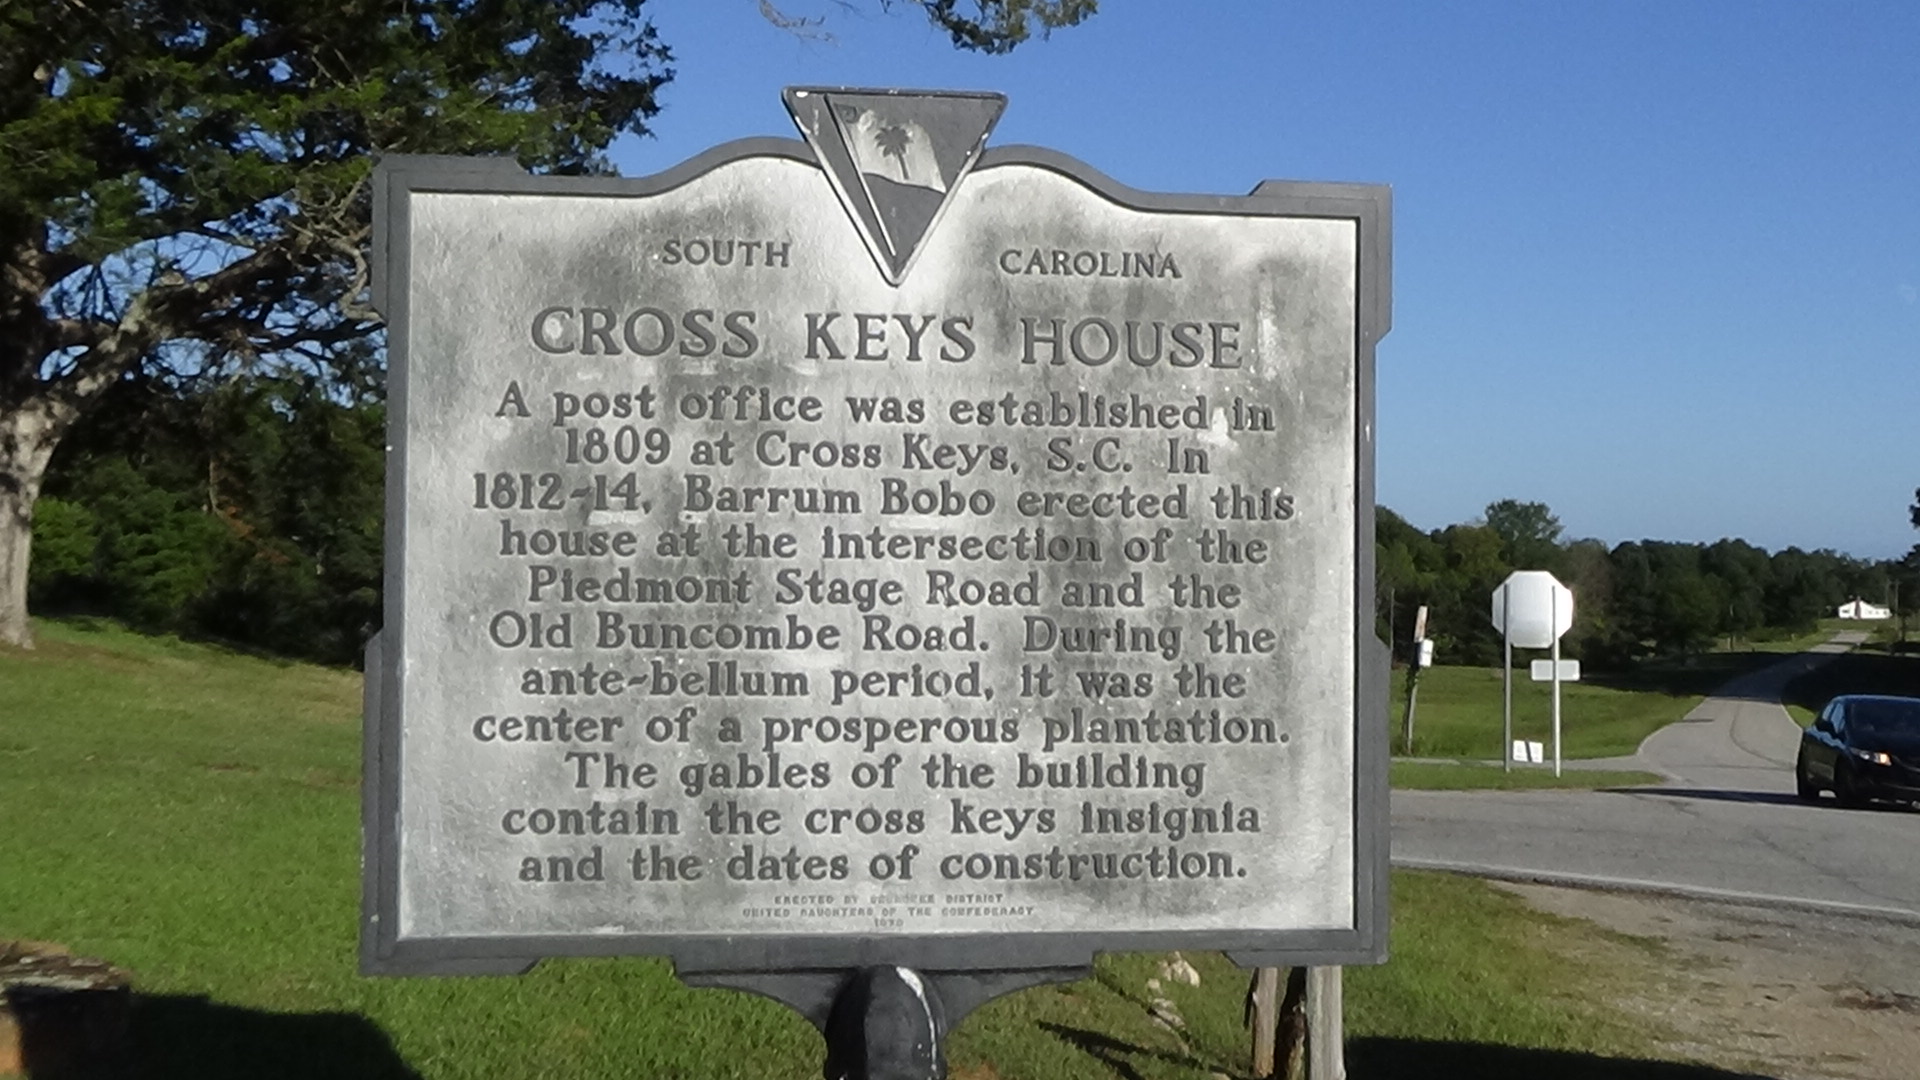 SOUTH CAROLINA
CROSS KEYS HOUSE
A post office was established in
1809 at Cross Keys, S.C. In
1812-14, Barrum Bobo erected this
house at the intersection of the
Piedmont Stage Road and the
Old Buncombe Road. During the
ante-bellum period, it was the
center of a prosperous plantation.
The gables of the building
contain the cross keys insignia
and the dates of construction.
ERECTED BY DISTRICT
UNITED DAUGHTERS OF THE CONFEDERACY